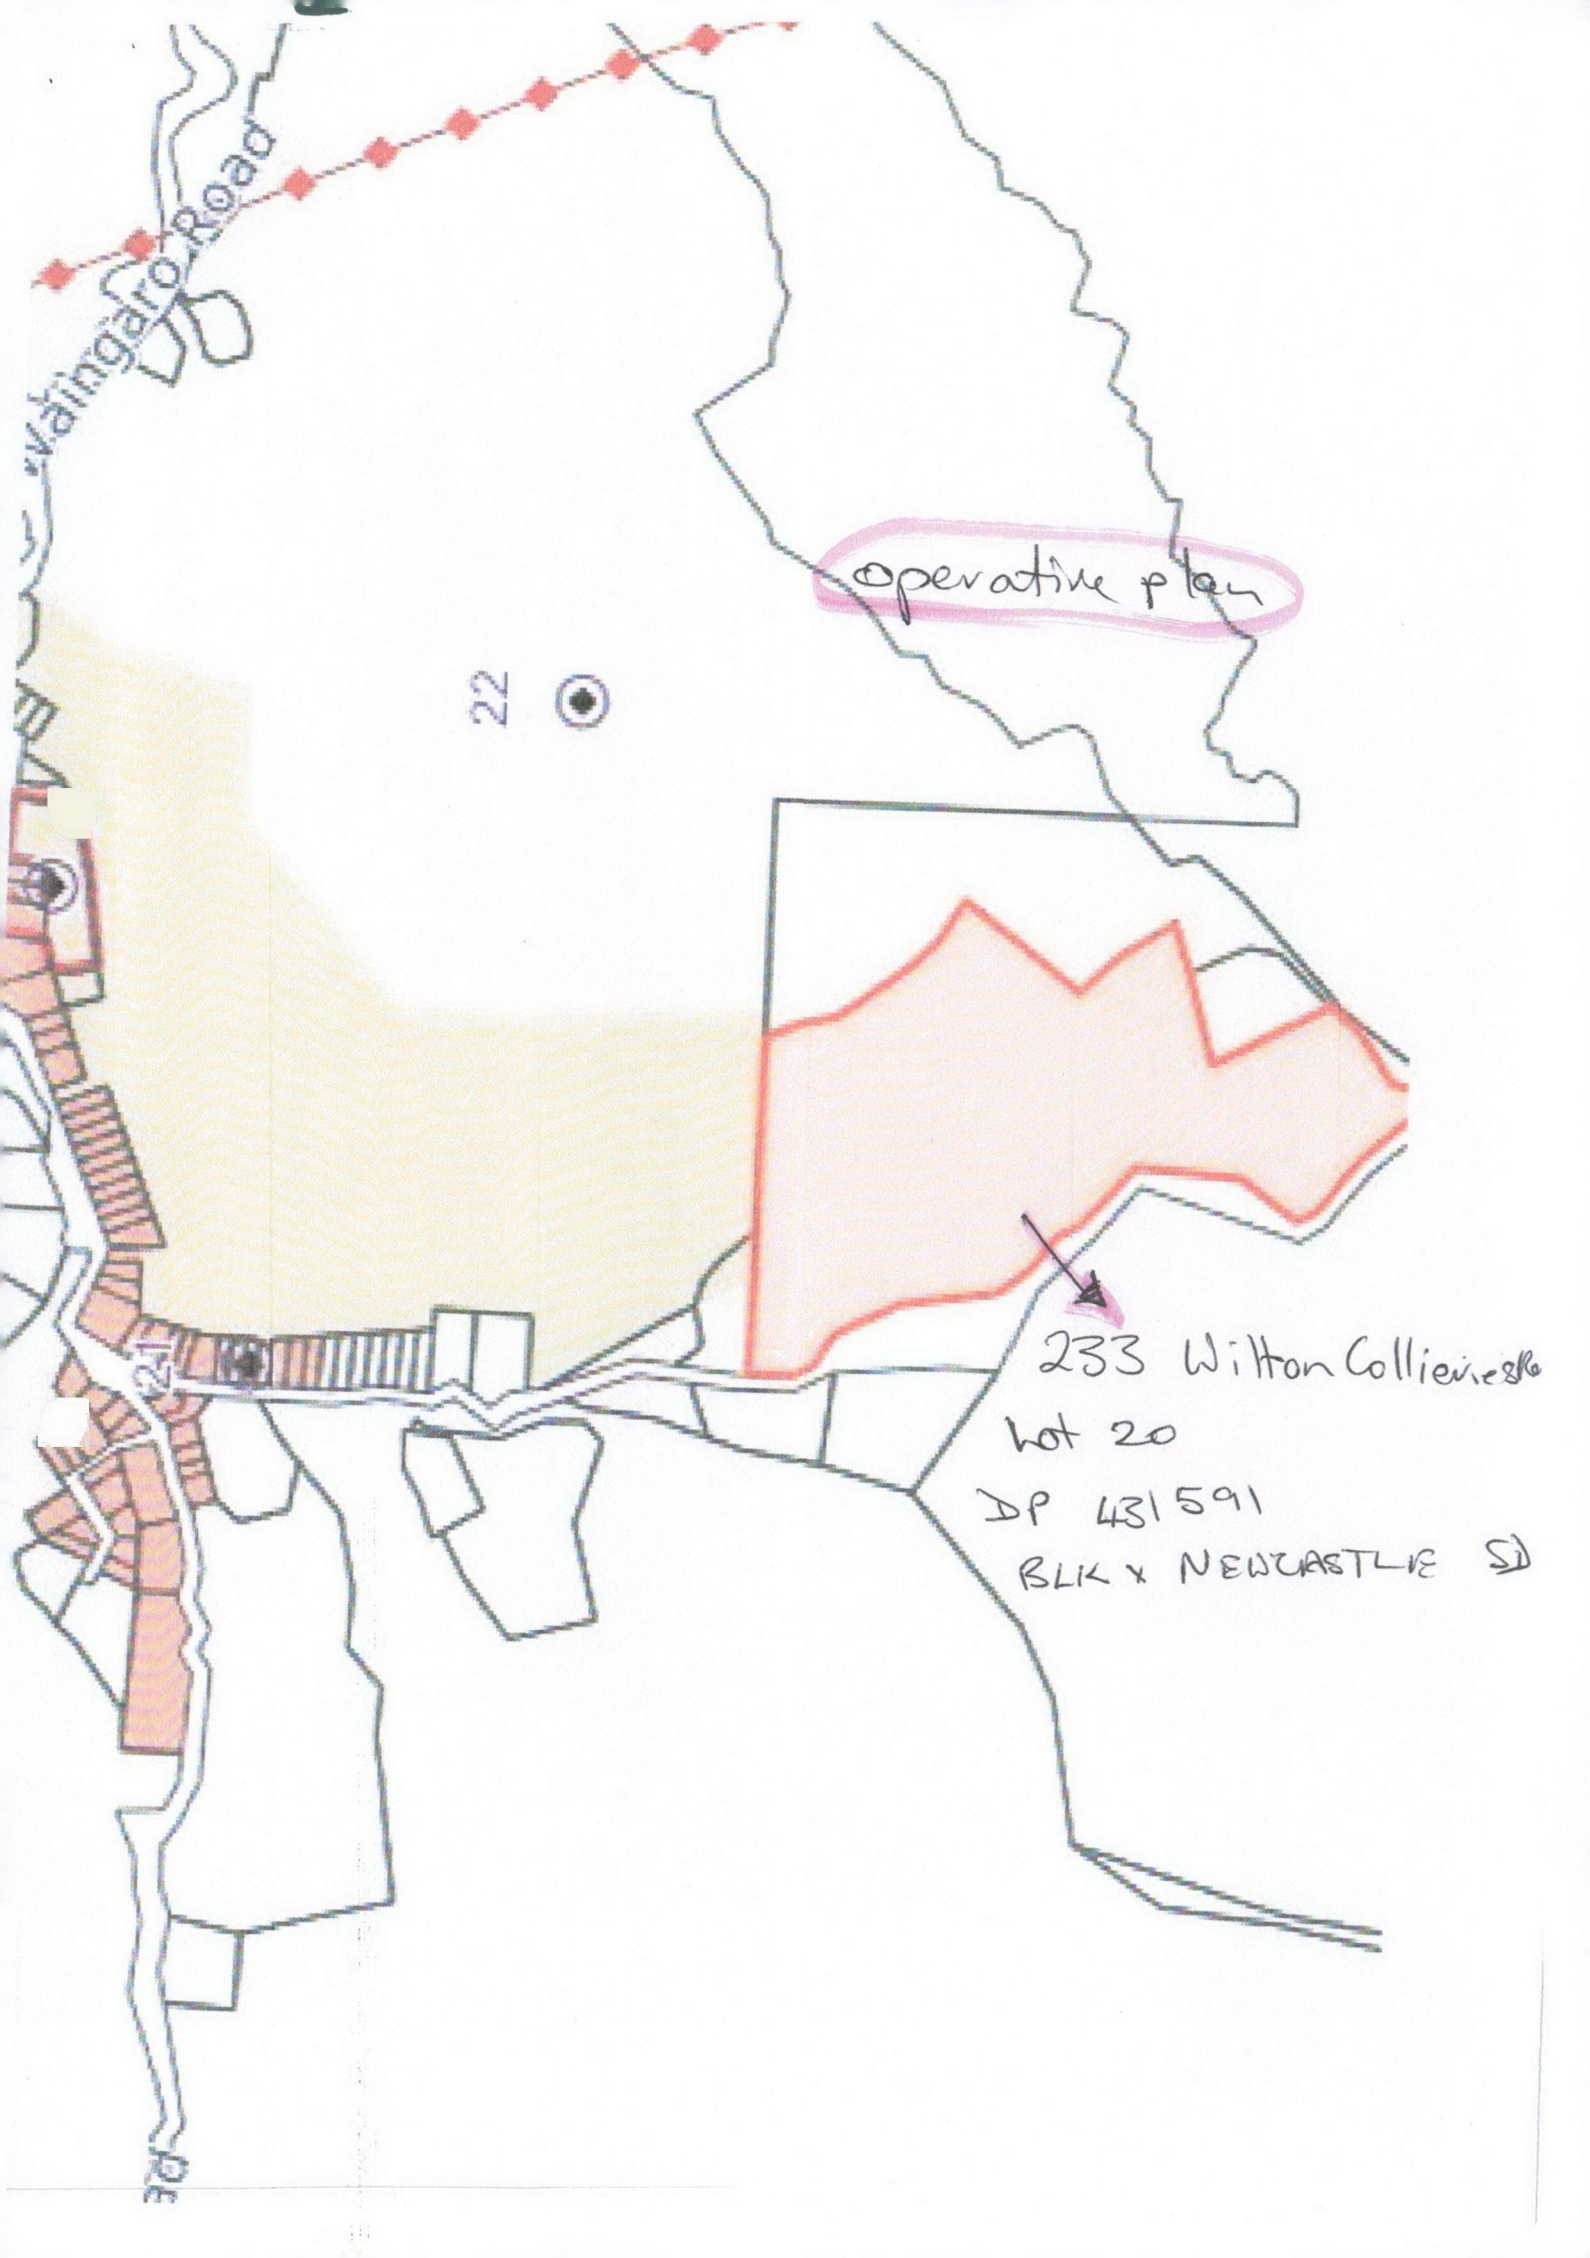 Waingaro Road
operative plan
22
21
233 Wilton Collieries Rd
Lot 20
DP 431591
BLK X NEWCASTLE SD